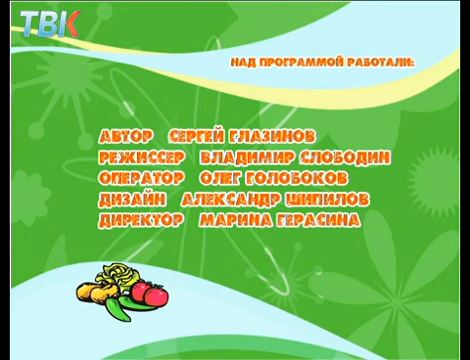 ТВК
НАД ПРОГРАММОЙ РАБОТАЛИ:
АВТОР СЕРГЕЙ ГЛАЗИНОВ
РЕЖИССЕР ВЛАДИМИР СЛОБОДИН
ОПЕРАТОР ОЛЕГ ГОЛОБОКОВ
ДИЗАЙН АЛЕКСАНДР ШИПИЛОВ
ДИРЕКТОР МАРИНА ГЕРАСИНА